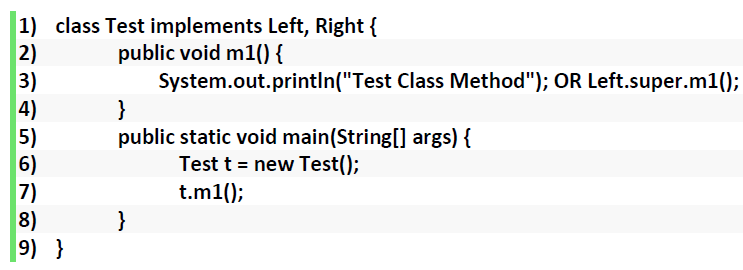 1) class Test implements Left, Right {
2) public void m1() {
3) System.out.println("Test Class Method"); OR Left.super.m1();
4) }
5) public static void main(String[] args) {
6) Test t = new Test();
7) t.m1();
8) }
9) }